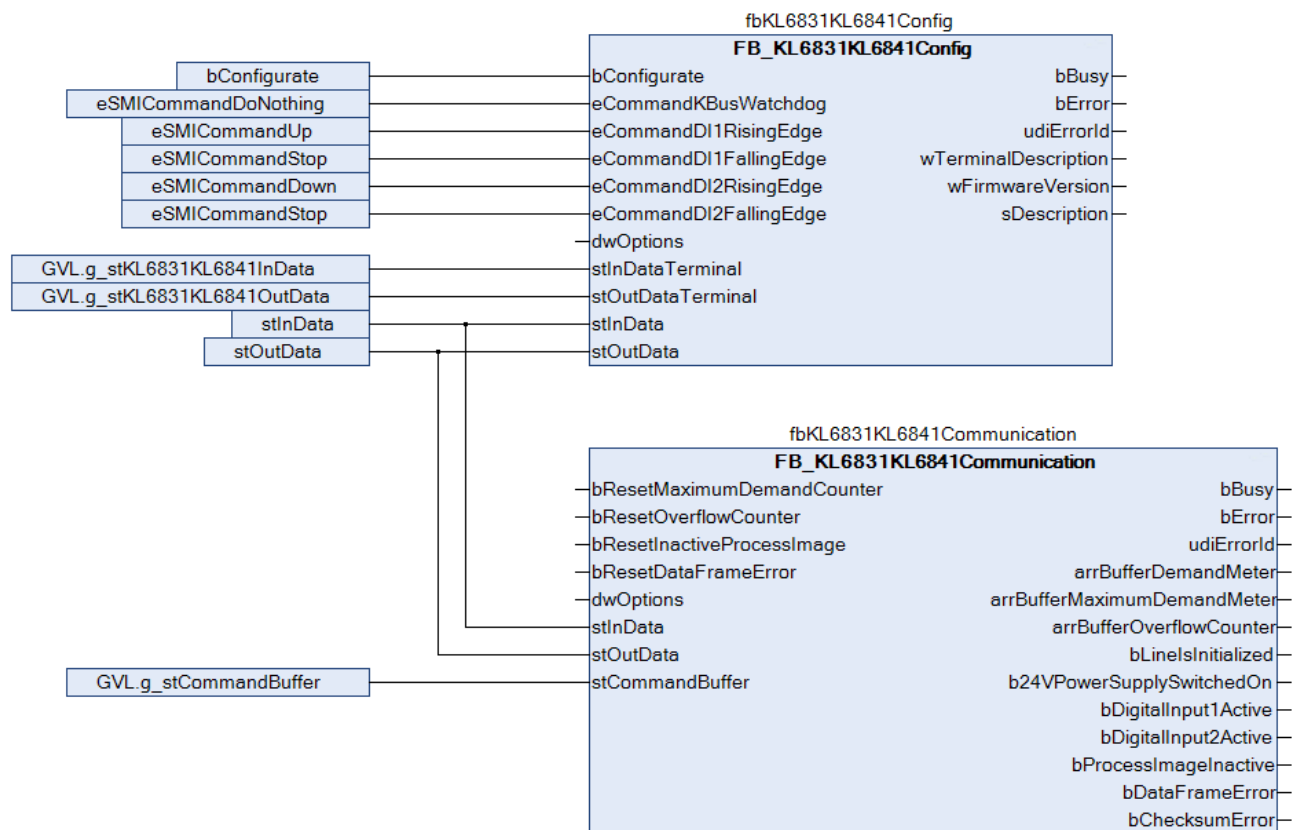 fbKL6831KL6841Config
FB_KL6831KL6841Config
bConfigurate bConfigurate bBusy
eSMICommandDoNothing eCommandKBusWatchdog bError
eSMICommandUp eCommandDI1RisingEdge udiErrorId
eSMICommandStop eCommandDI1FallingEdge wTerminalDescription
eSMICommandDown eCommandDI2RisingEdge wFirmwareVersion
eSMICommandStop eCommandDI2FallingEdge sDescription
dwOptions
GVL.g_stKL6831KL6841InData stInDataTerminal
GVL.g_stKL6831KL6841OutData stOutDataTerminal
stInData stInData
stOutData stOutData
fbKL6831KL6841Communication
FB_KL6831KL6841Communication
bResetMaximumDemandCounter bBusy
bResetOverflowCounter bError
bResetInactiveProcessImage udiErrorId
bResetDataFrameError arrBufferDemandMeter
dwOptions arrBufferMaximumDemandMeter
stInData arrBufferOverflowCounter
stOutData bLineIsInitialized
GVL.g_stCommandBuffer stCommandBuffer b24VPowerSupplySwitchedOn
bDigitalInput1Active
bDigitalInput2Active
bProcessImageInactive
bDataFrameError
bChecksumError